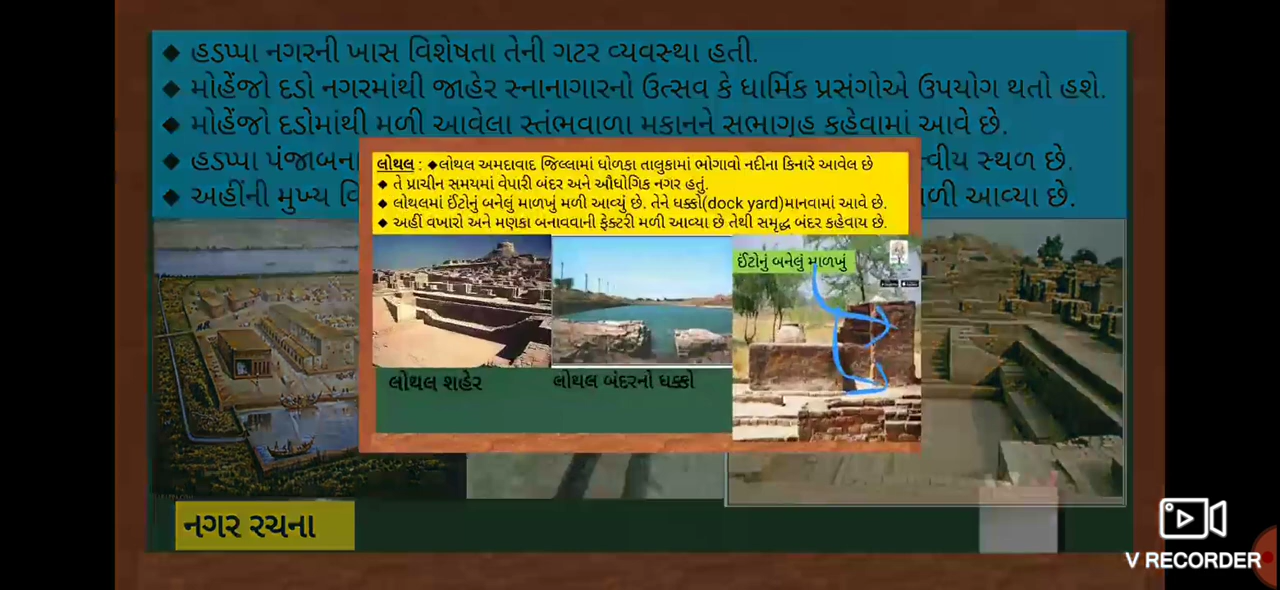 ◆ હડપ્પા નગરની ખાસ વિશેષતા તેની ગટર વ્યવસ્થા હતી.
◆ મોહેંજો દડો નગરમાંથી જાહેર સ્નાનાગારનો ઉત્સવ કે ધાર્મિક પ્રસંગોએ ઉપયોગ થતો હશે.
◆ મોહેંજો દડોમાંથી મળી આવેલા સ્તંભવાળા મકાનને સભાગૃહ કહેવામાં આવે છે.
◆ હડપ્પા પંજાબના સ્થળ છે.
◆ અહીંની મુખ્ય આવ્યા છે.
લોથલ : ◆લોથલ અમદાવાદ જિલ્લામાં ધોળકા તાલુકામાં ભોગાવો નદીના કિનારે આવેલ છે
◆ તે પ્રાચીન સમયમાં વેપારી બંદર અને ઔધોગિક નગર હતું.
◆ લોથલમાં ઈંટોનું બનેલું માળખું મળી આવ્યું છે. તેને ધક્કો(dock yard)માનવામાં આવે છે.
◆ અહીં વખારો અને મણકા બનાવવાની ફેક્ટરી મળી આવ્યા છે તેથી સમૃદ્ધ બંદર કહેવાય છે.
ઈંટોનું બનેલું માળખું
લોથલ શહેર
લોથલ બંદરનો ધક્કો
નગર રચના
V RECORDER